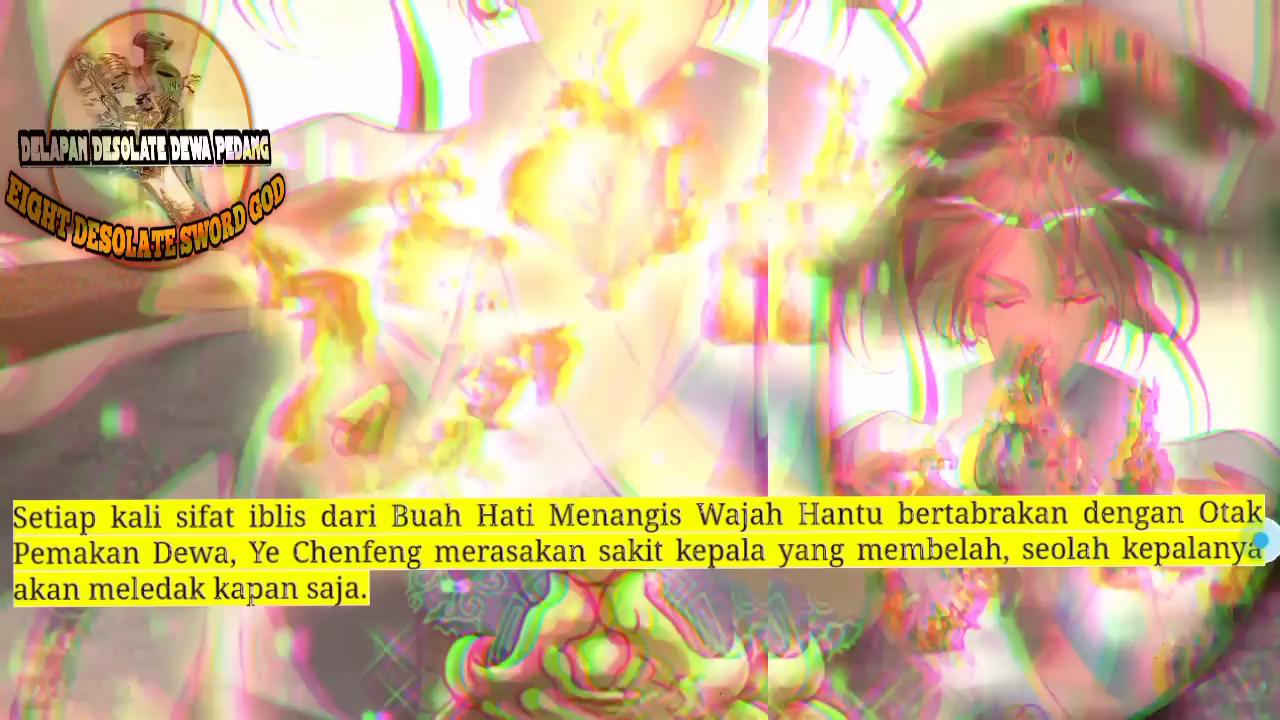 DELAPAN DESOLATE DEWA PEDANG
EIGHT DESOLATE SWORD GOD
Setiap kali sifat iblis dari Buah Hati Menangis Wajah Hantu bertabrakan dengan Otak
Pemakan Dewa, Ye Chenfeng merasakan sakit kepala yang membelah, seolah kepalanya
akan meledak kapan saja.